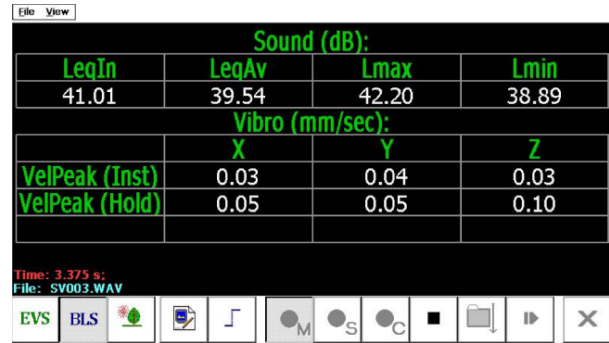 File View
Sound (dB):
LeqIn LeqAv Lmax Lmin
41.01 39.54 42.20 38.89
Vibro (mm/sec):
X Y Z
VelPeak (Inst) 0.03 0.04 0.03
VelPeak (Hold) 0.05 0.05 0.10
Time: 3.375 s;
File: SV003.WAV
EVS BLS M S C